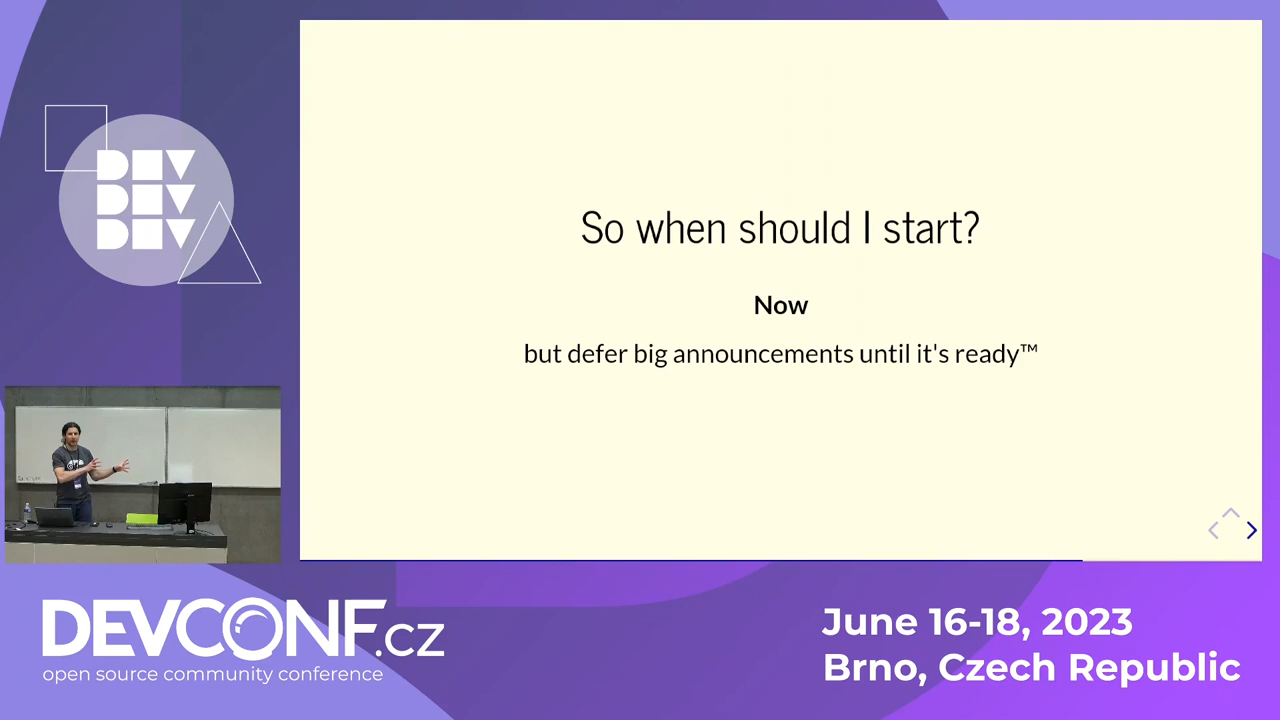 DEV
DEV
DEV
So when should I start?
Now
but defer big announcements until it's ready™
DEVCONF.cz
open source community conference
June 16-18, 2023
Brno, Czech Republic